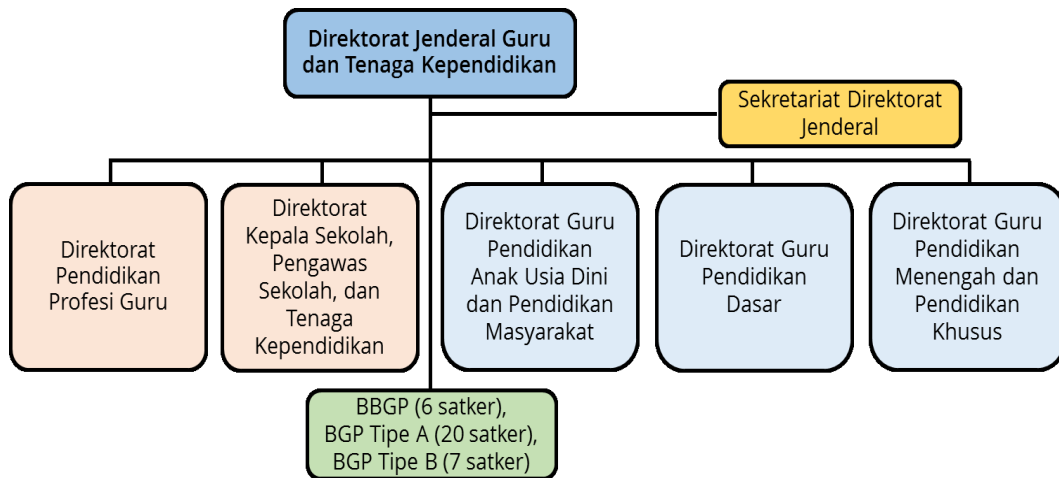 Direktorat Jenderal Guru
dan Tenaga Kependidikan
Sekretariat Direktorat
Jenderal
Direktorat
Pendidikan
Profesi Guru
Direktorat
Kepala Sekolah,
Pengawas
Sekolah, dan
Tenaga
Kependidikan
Direktorat Guru
Pendidikan
Anak Usia Dini
dan Pendidikan
Masyarakat
Direktorat Guru
Pendidikan
Dasar
Direktorat Guru
Pendidikan
Menengah dan
Pendidikan
Khusus
BBGP (6 satker),
BGP Tipe A (20 satker),
BGP Tipe B (7 satker)